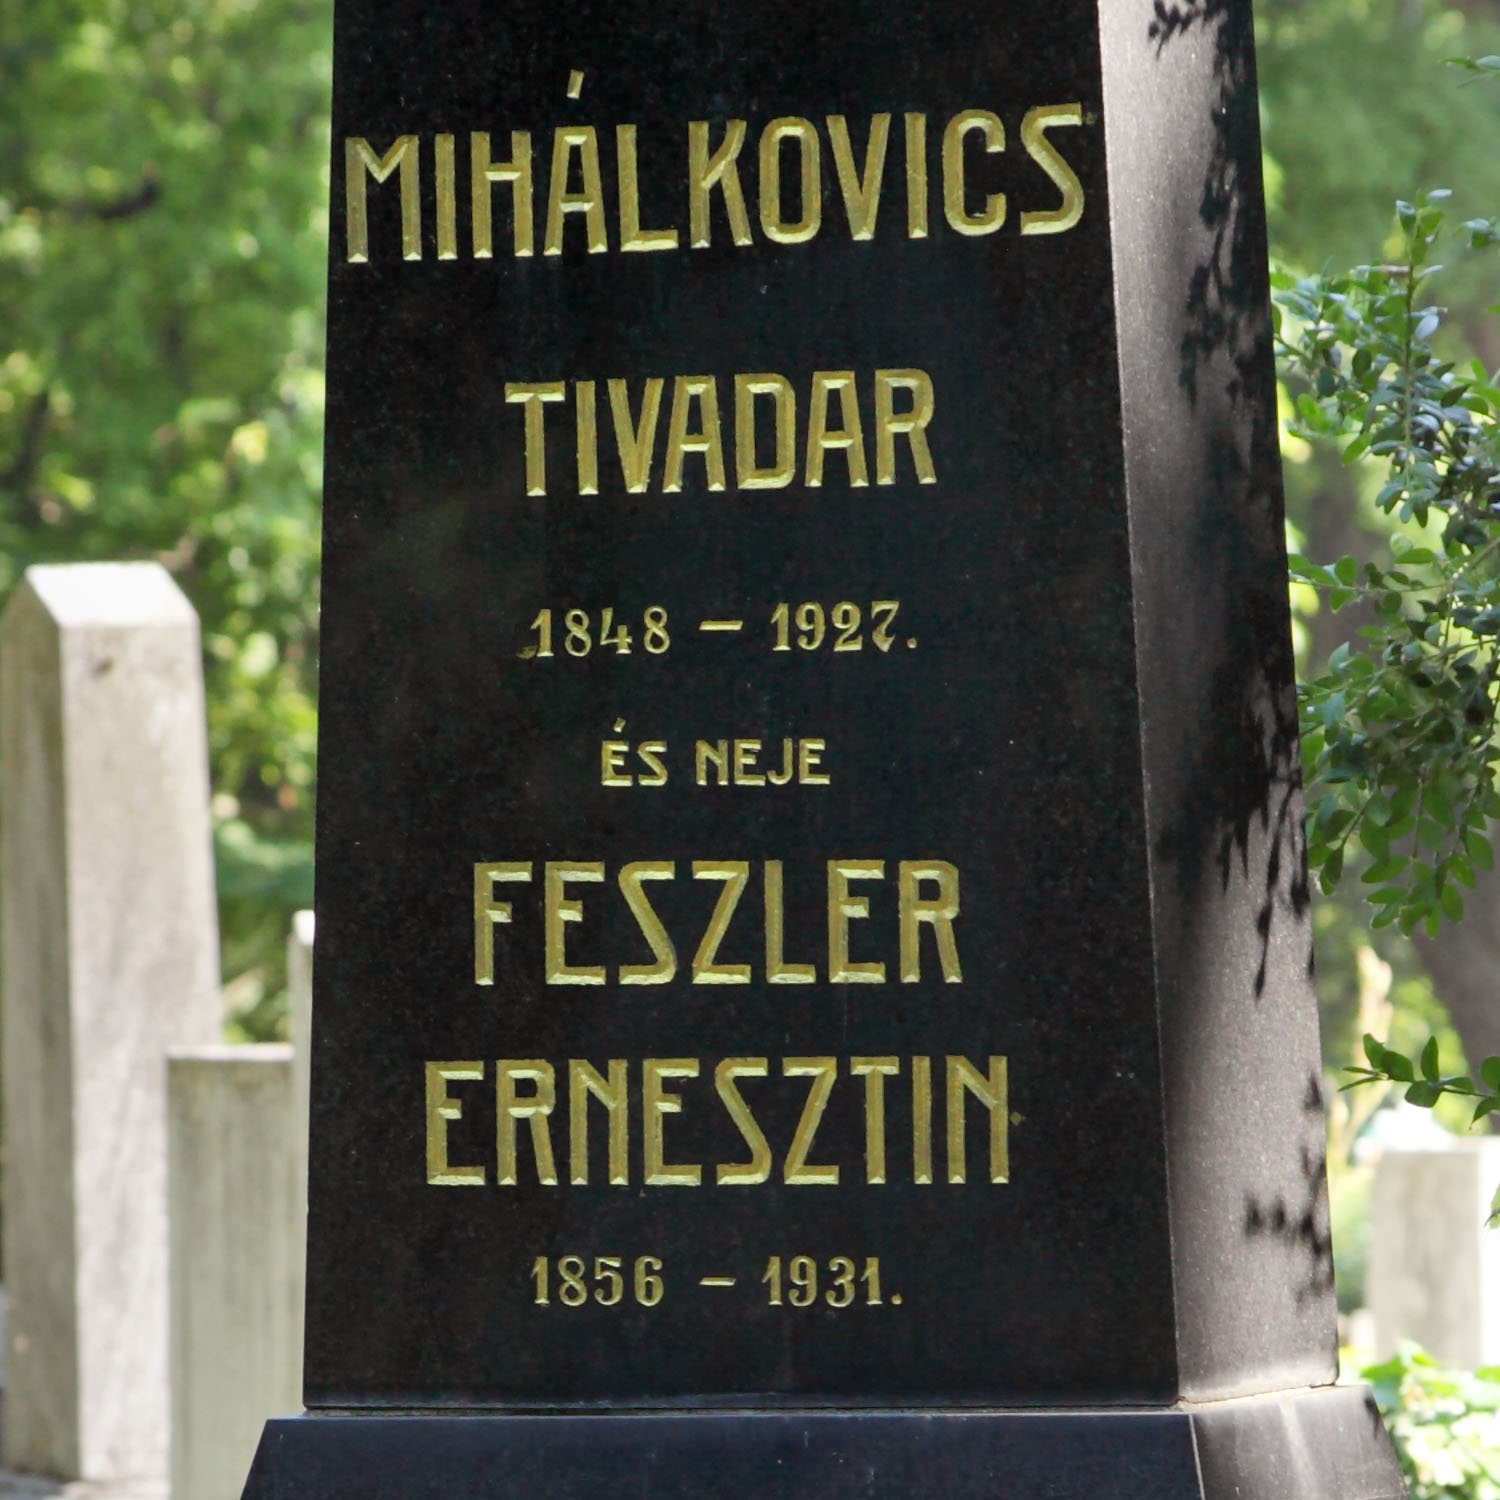 MIHÁLKOVICS
TIVADAR
1848 – 1927.
ÉS NEJE
FESZLER
ERNESZTIN
1856 – 1931.